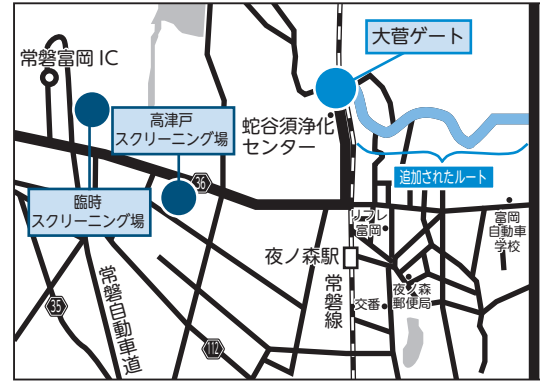 大菅ゲート
常磐富岡 IC
高津戸
スクリーニング場
蛇谷須浄化
センター
追加されたルート
36
臨時
スクリーニング場
リフレ
富岡
富岡
自動車
学校
夜ノ森駅
常磐線
夜ノ森
郵便局
交番
常磐自動車道
35
112